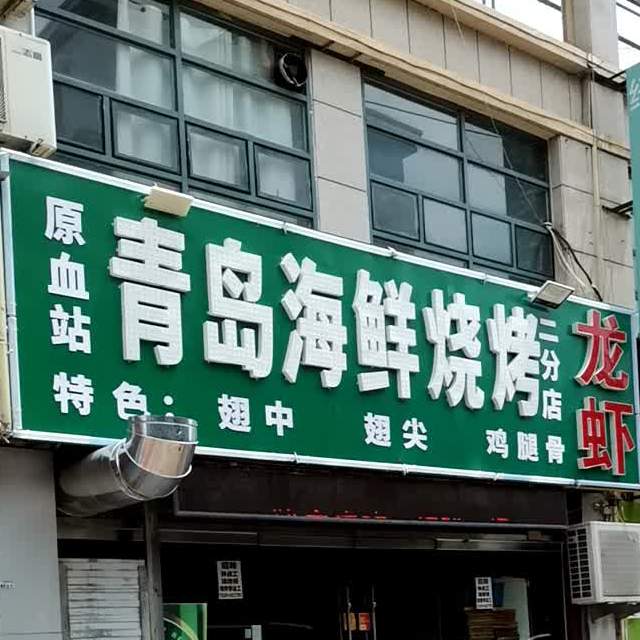 原血站
青岛海鲜烧烤
二分店
龙虾
特色：翅中 翅尖 鸡腿骨